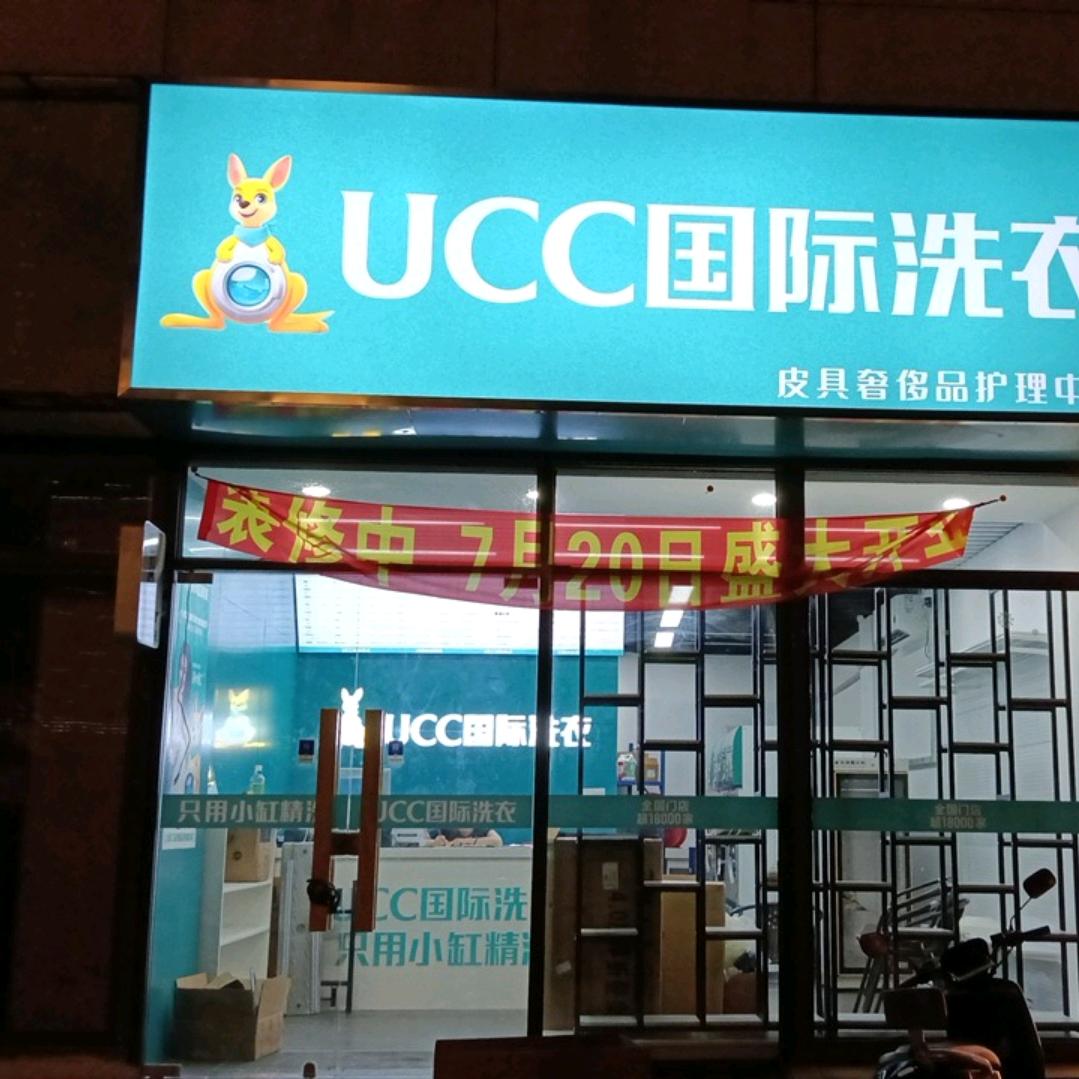 UCC国际洗衣
皮具奢侈品护理中
装修中 7月20日盛大开业
UCC国际洗衣
只用小缸精洗
UCC国际洗衣
全国门店
超18000家
全国门店
超18000家
UCC国际洗
只用小缸精洗